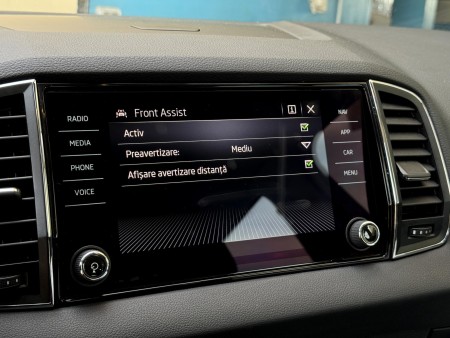 RADIO
MEDIA
PHONE
VOICE
Front Assist
Activ
Preavertizare: Mediu
Afișare avertizare distanță
NAV
APP
CAR
MENU